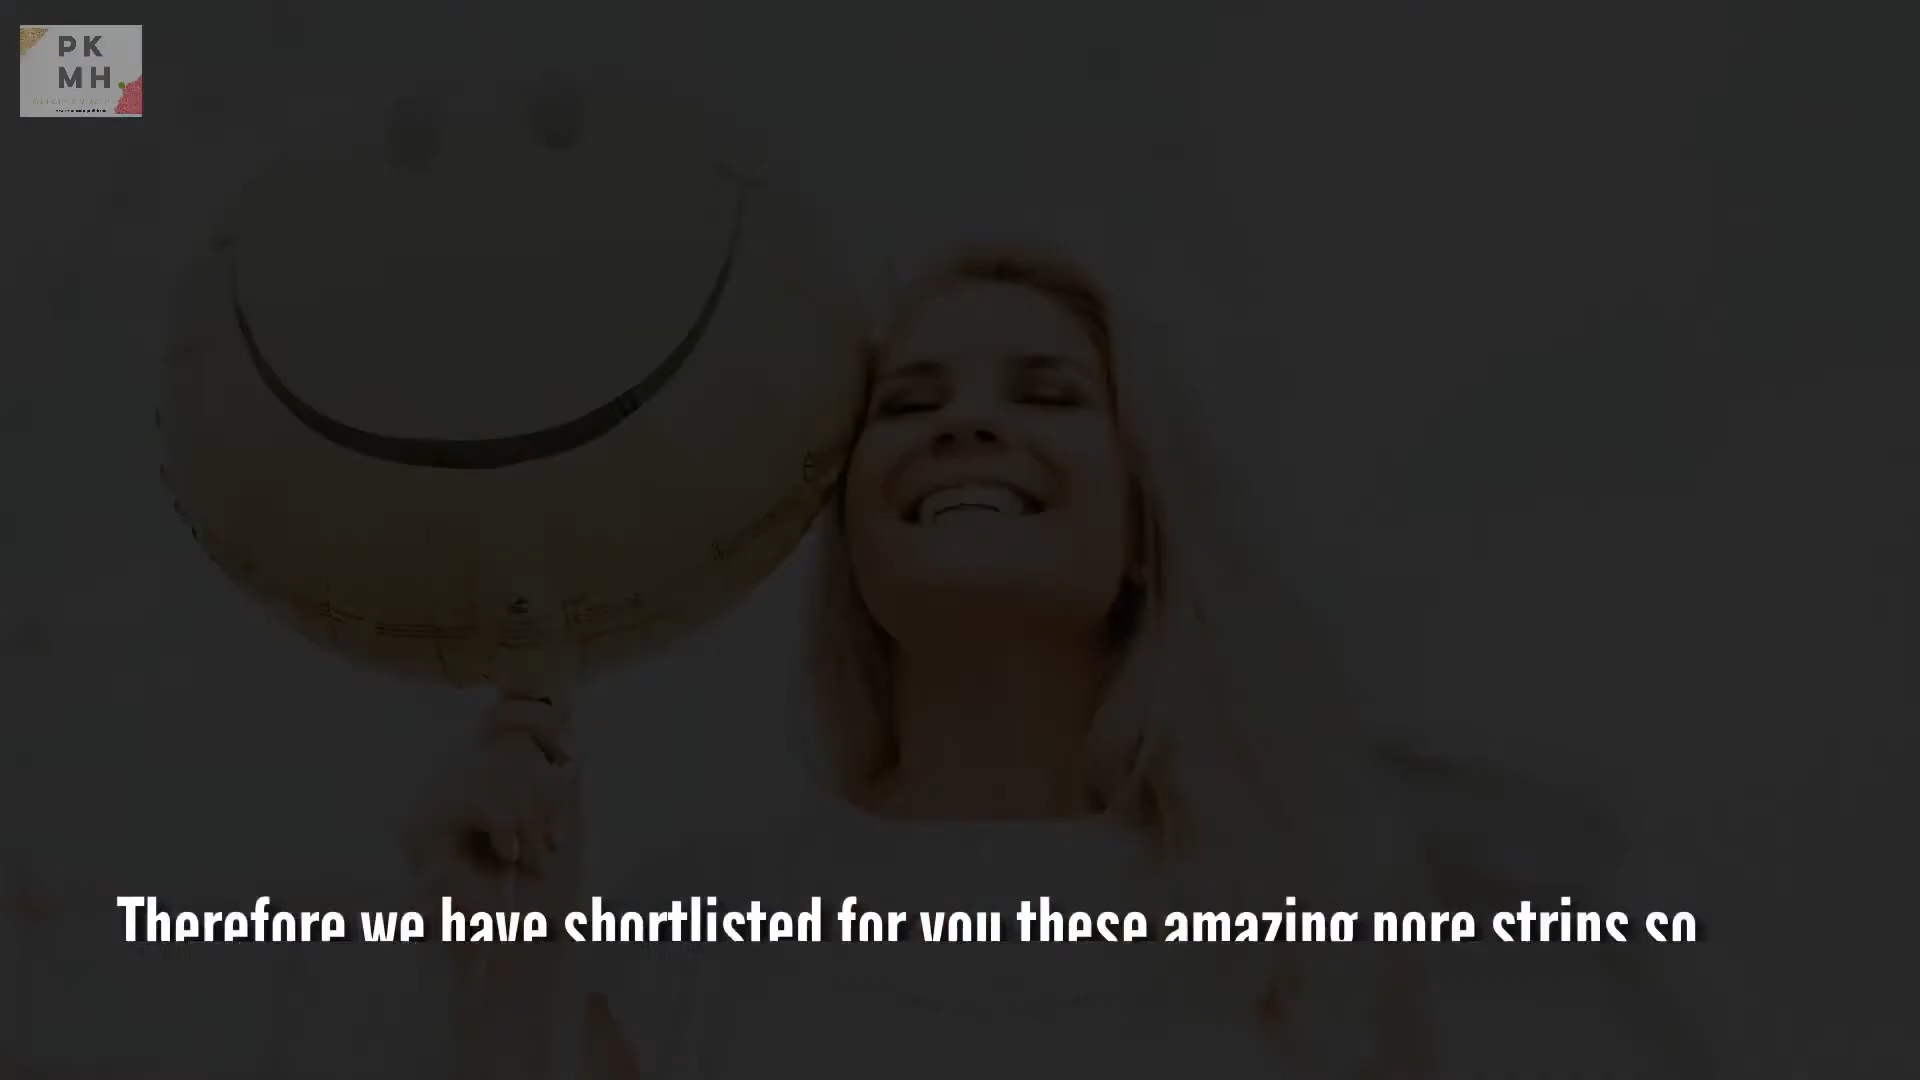 PK
MH.
Therefore we have shortlisted for you these amazing pore strips so